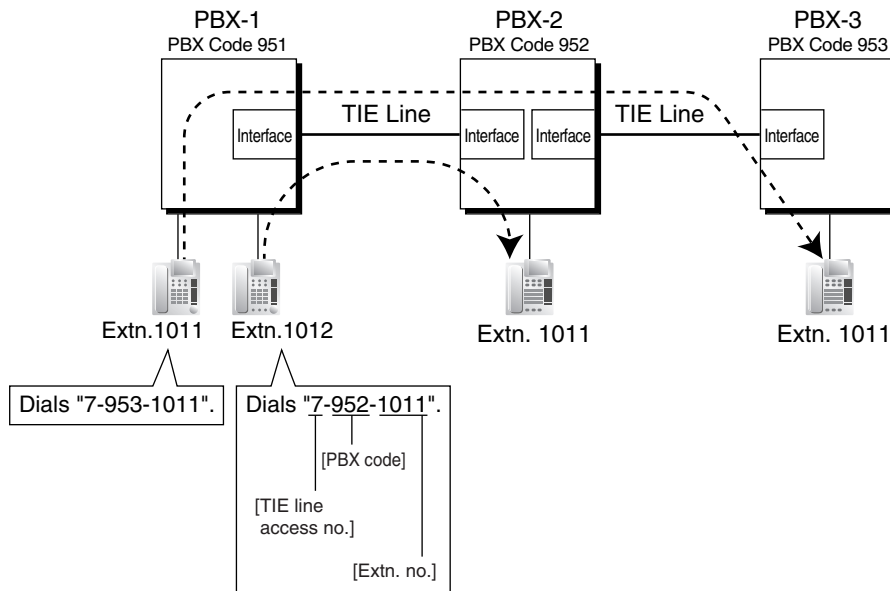 PBX-1
PBX Code 951
PBX-2
PBX Code 952
PBX-3
PBX Code 953
Interface
TIE Line
Interface
Interface
TIE Line
Interface
Extn.1011
Extn.1012
Extn. 1011
Extn. 1011
Dials "7-953-1011".
Dials "7-952-1011".
[PBX code]
[TIE line
access no.]
[Extn. no.]